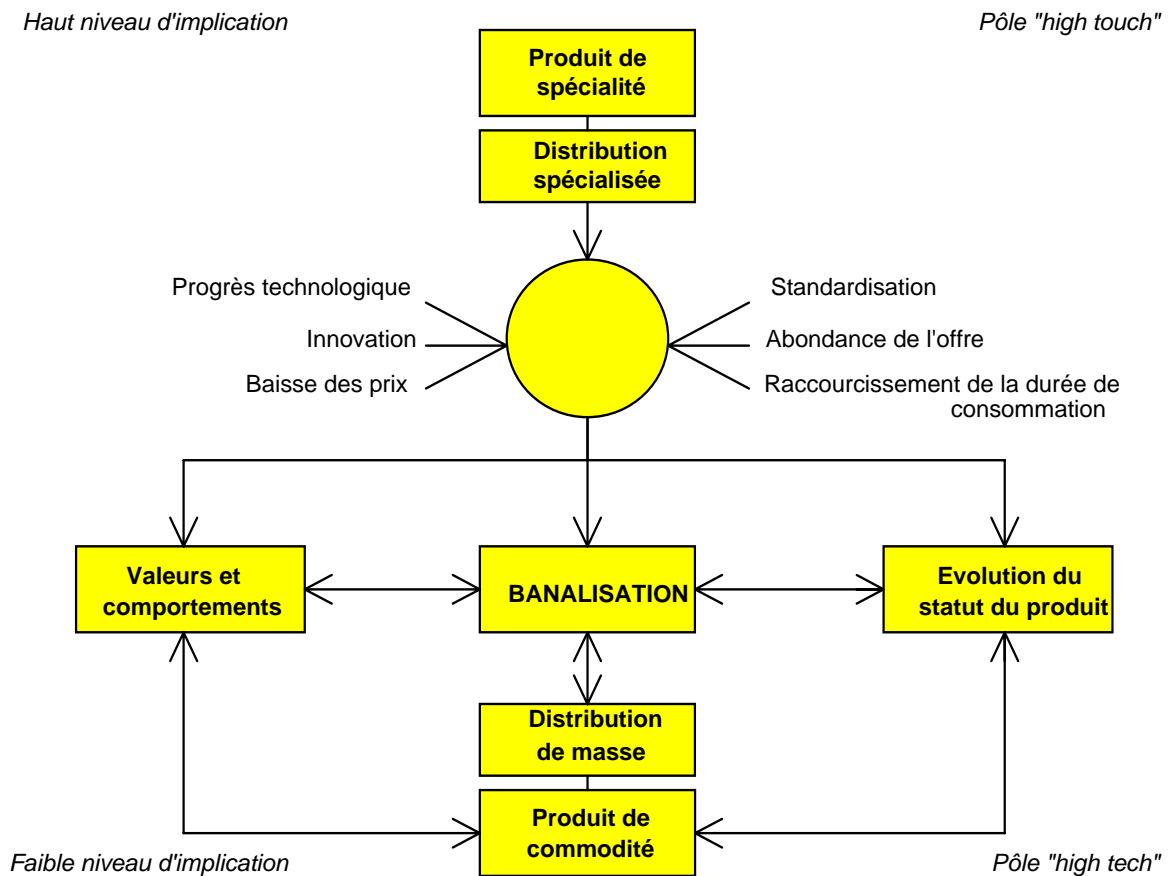 Haut niveau d'implication
Pôle "high touch"
Produit de
spécialité
Distribution
spécialisée
Progrès technologique
Standardisation
Innovation
Abondance de l'offre
Baisse des prix
Raccourcissement de la durée de
consommation
Valeurs et
comportements
BANALISATION
Evolution du
statut du produit
Distribution
de masse
Produit de
commodité
Faible niveau d'implication
Pôle "high tech"